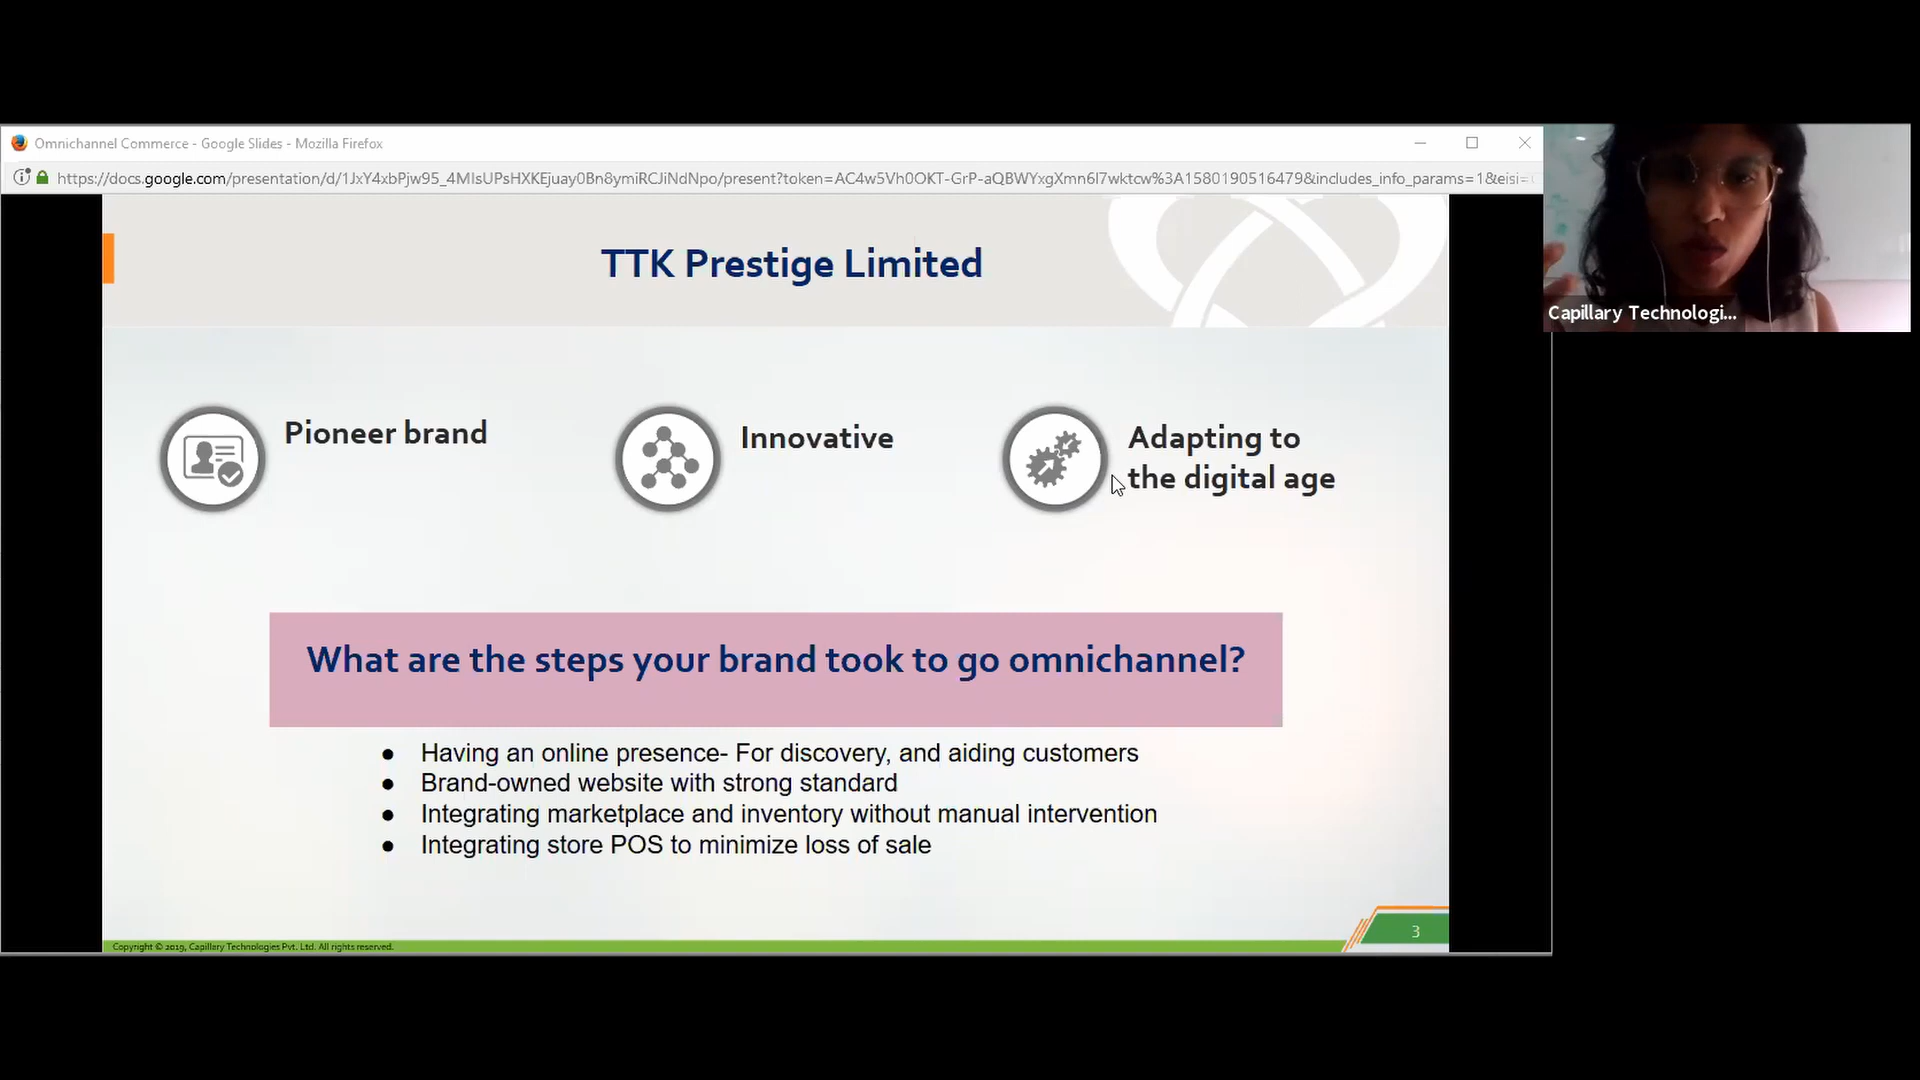 Omnichannel Commerce - Google Slides - Mozilla Firefox
https://docs.google.com/presentation/d/1JxY4xbPjw95_4MIsUPsHXKEjuay0Bn8ymiRCJiNdNpo/present?token=AC4w5Vh0OKT-GrP-aQBWYxgXmn6l7wktcw%3A1580190516479&includes_info_params=1&eisi=
Capillary Technologi...
TTK Prestige Limited
Pioneer brand
Innovative
Adapting to
the digital age
What are the steps your brand took to go omnichannel?
● Having an online presence- For discovery, and aiding customers
● Brand-owned website with strong standard
● Integrating marketplace and inventory without manual intervention
● Integrating store POS to minimize loss of sale
Copyright © 2019, Capillary Technologies Pvt. Ltd. All rights reserved.
3